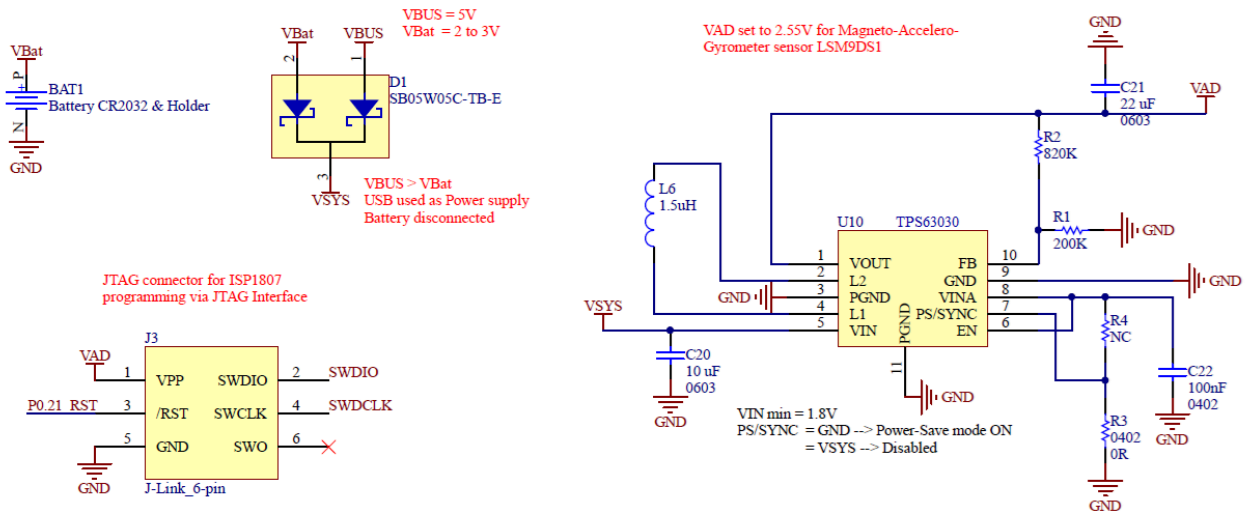 VBat
P
+
BAT1
Battery CR2032 & Holder
N
GND
VBUS = 5V
VBat = 2 to 3V
VBat
VBUS
2
1
D1
SB05W05C-TB-E
3
VSYS
VBUS > VBat
USB used as Power supply
Battery disconnected
VAD set to 2.55V for Magneto-Accelero-
Gyrometer sensor LSM9DS1
GND
C21
22 uF
0603
VAD
R2
820K
L6
1.5uH
R1
200K
GND
U10
TPS63030
1
VOUT
FB
10
2
L2
GND
9
GND
GND
3
PGND
VINA
8
4
L1
PS/SYNC
7
5
VIN
EN
6
PGND
11
GND
VSYS
C20
10 uF
0603
GND
R4
NC
C22
100nF
0402
GND
R3
0402
0R
GND
VIN min = 1.8V
PS/SYNC = GND --> Power-Save mode ON
= VSYS --> Disabled
JTAG connector for ISP1807
programming via JTAG Interface
J3
VAD
1
VPP
SWDIO
2
SWDIO
P0.21_RST
3
/RST
SWCLK
4
SWDCLK
5
GND
SWO
6
GND
J-Link_6-pin